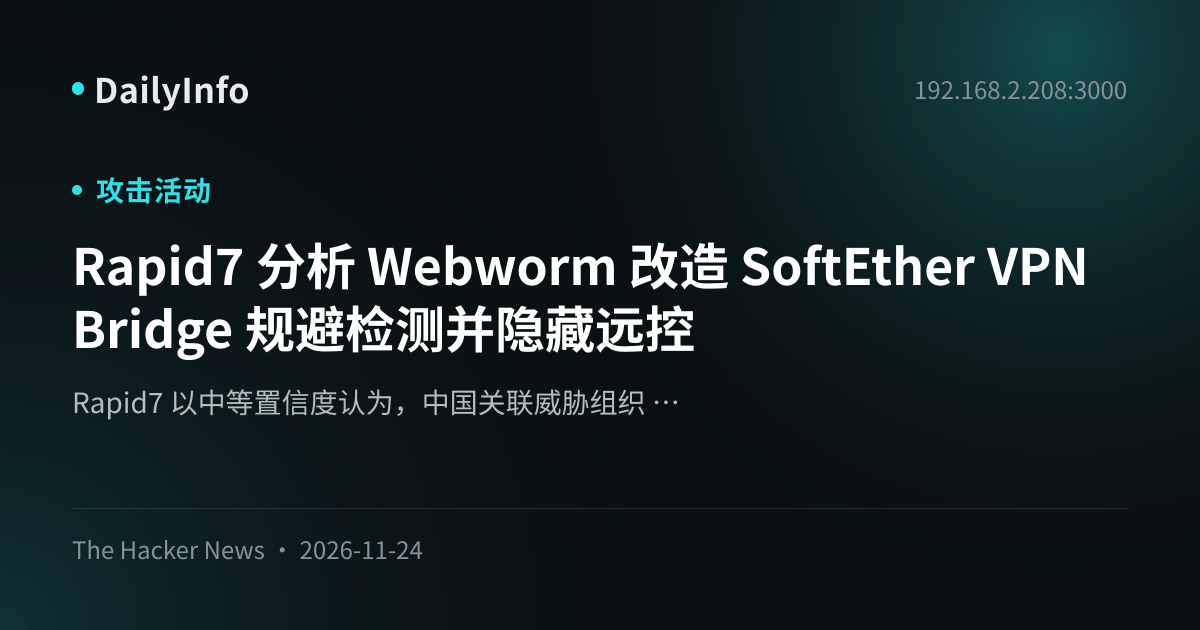 DailyInfo
192.168.2.208:3000
攻击活动
Rapid7 分析 Webworm 改造 SoftEther VPN
Bridge 规避检测并隐藏远控
Rapid7 以中等置信度认为，中国关联威胁组织 …
The Hacker News • 2026-11-24